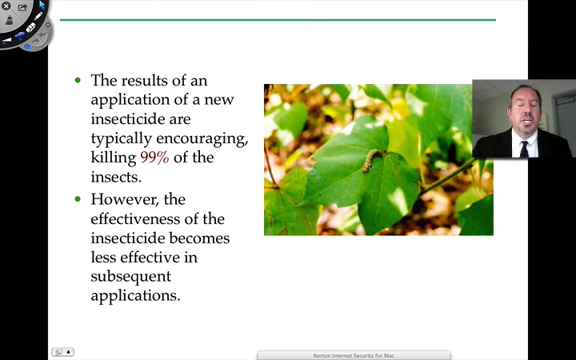 The results of an
application of a new
insecticide are
typically encouraging,
killing 99% of the
insects.
However, the
effectiveness of the
insecticide becomes
less effective in
subsequent
applications.
Norton Internet Security for Mac